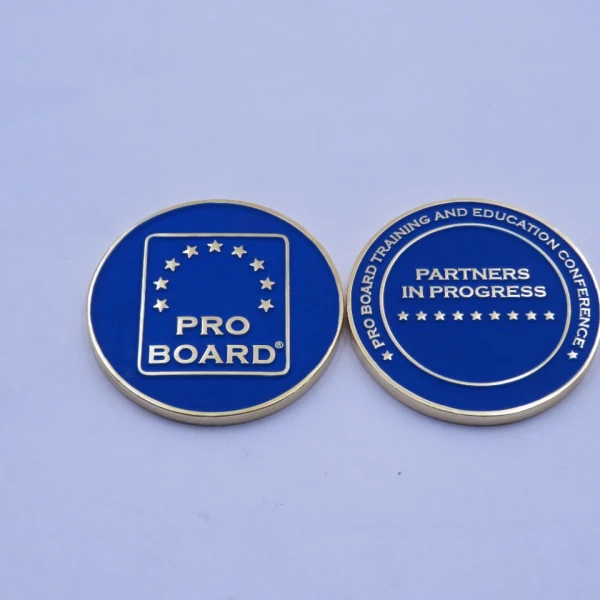 PRO
BOARD®
PRO BOARD TRAINING AND EDUCATION CONFERENCE
PARTNERS
IN PROGRESS